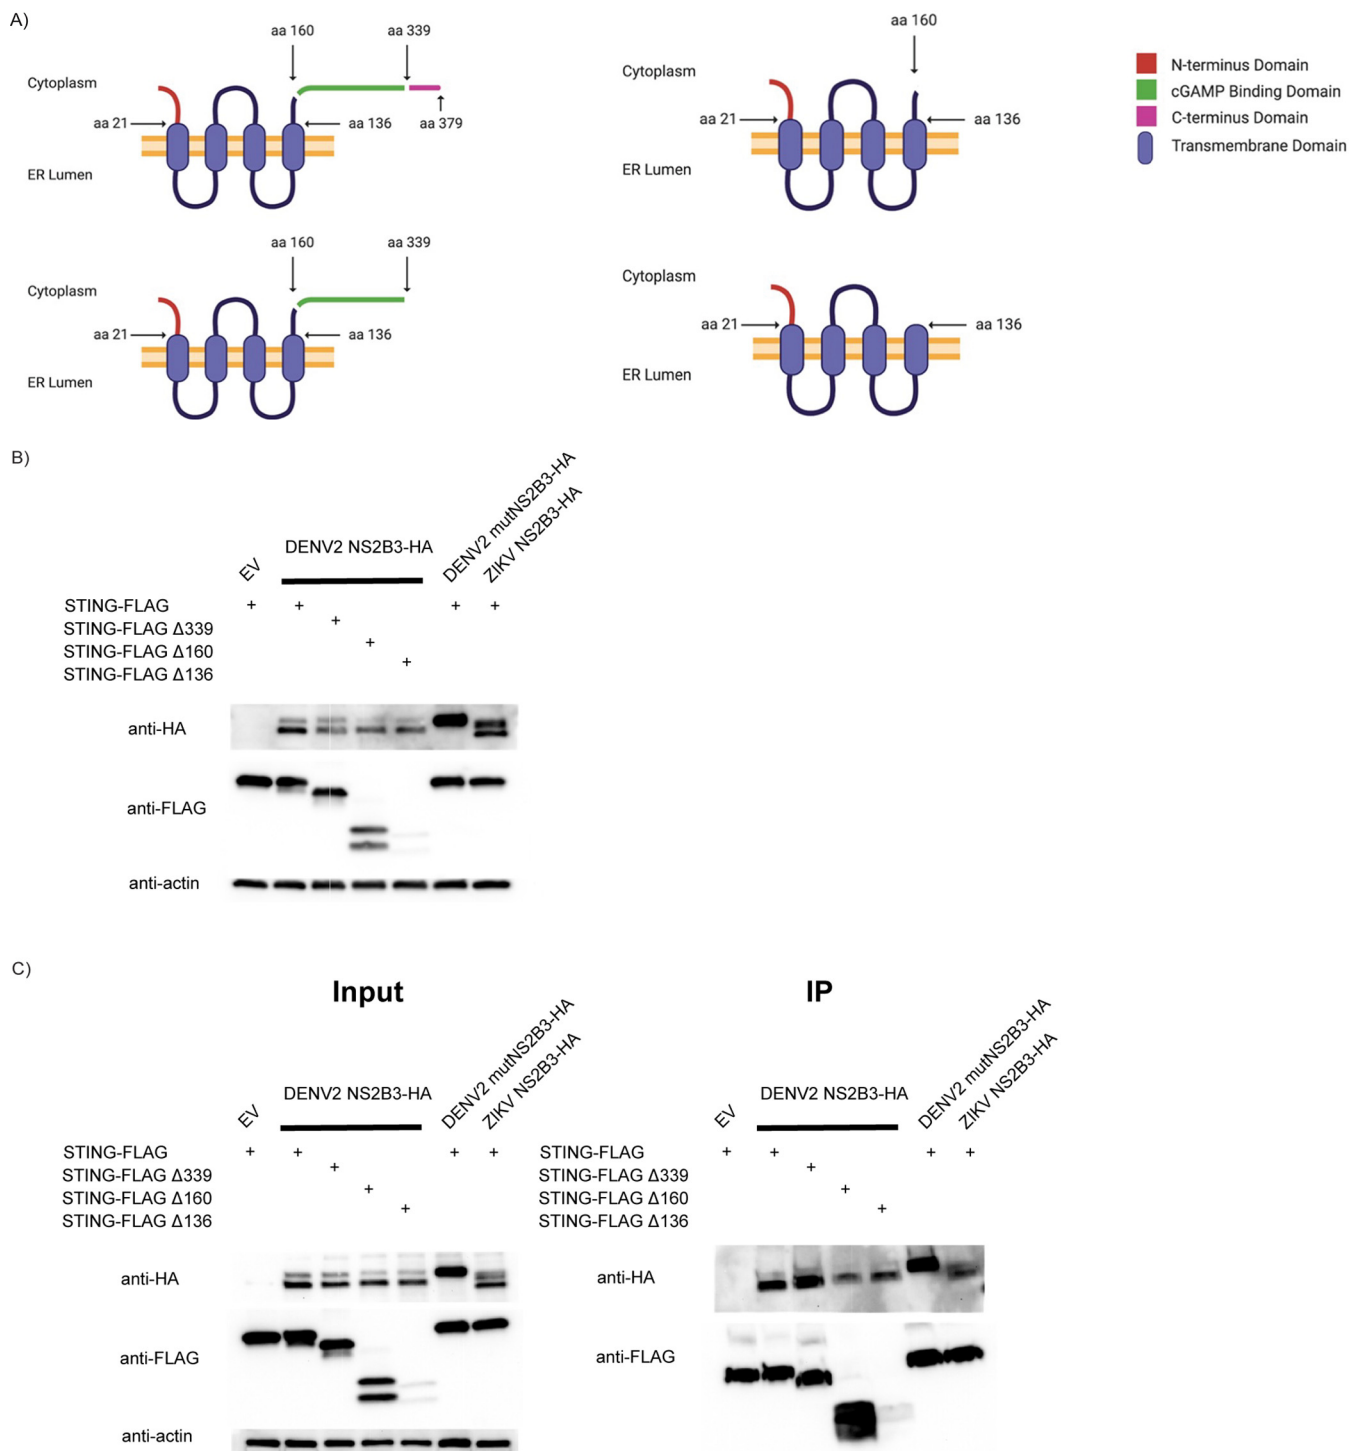 A)
aa 160
aa 339
Cytoplasm
aa 21
aa 136
aa 379
ER Lumen
aa 160
Cytoplasm
aa 21
aa 136
ER Lumen
N-terminus Domain
cGAMP Binding Domain
C-terminus Domain
Transmembrane Domain
aa 160
aa 339
Cytoplasm
aa 21
aa 136
ER Lumen
Cytoplasm
aa 21
aa 136
ER Lumen
B)
EV
DENV2 NS2B3-HA
DENV2 mutNS2B3-HA
ZIKV NS2B3-HA
STING-FLAG + + + +
STING-FLAG Δ339 +
STING-FLAG Δ160 +
STING-FLAG Δ136 +
anti-HA
anti-FLAG
anti-actin
C)
Input
EV
DENV2 NS2B3-HA
DENV2 mutNS2B3-HA
ZIKV NS2B3-HA
STING-FLAG + + + +
STING-FLAG Δ339 +
STING-FLAG Δ160 +
STING-FLAG Δ136 +
anti-HA
anti-FLAG
anti-actin
IP
EV
DENV2 NS2B3-HA
DENV2 mutNS2B3-HA
ZIKV NS2B3-HA
STING-FLAG + + + +
STING-FLAG Δ339 +
STING-FLAG Δ160 +
STING-FLAG Δ136 +
anti-HA
anti-FLAG